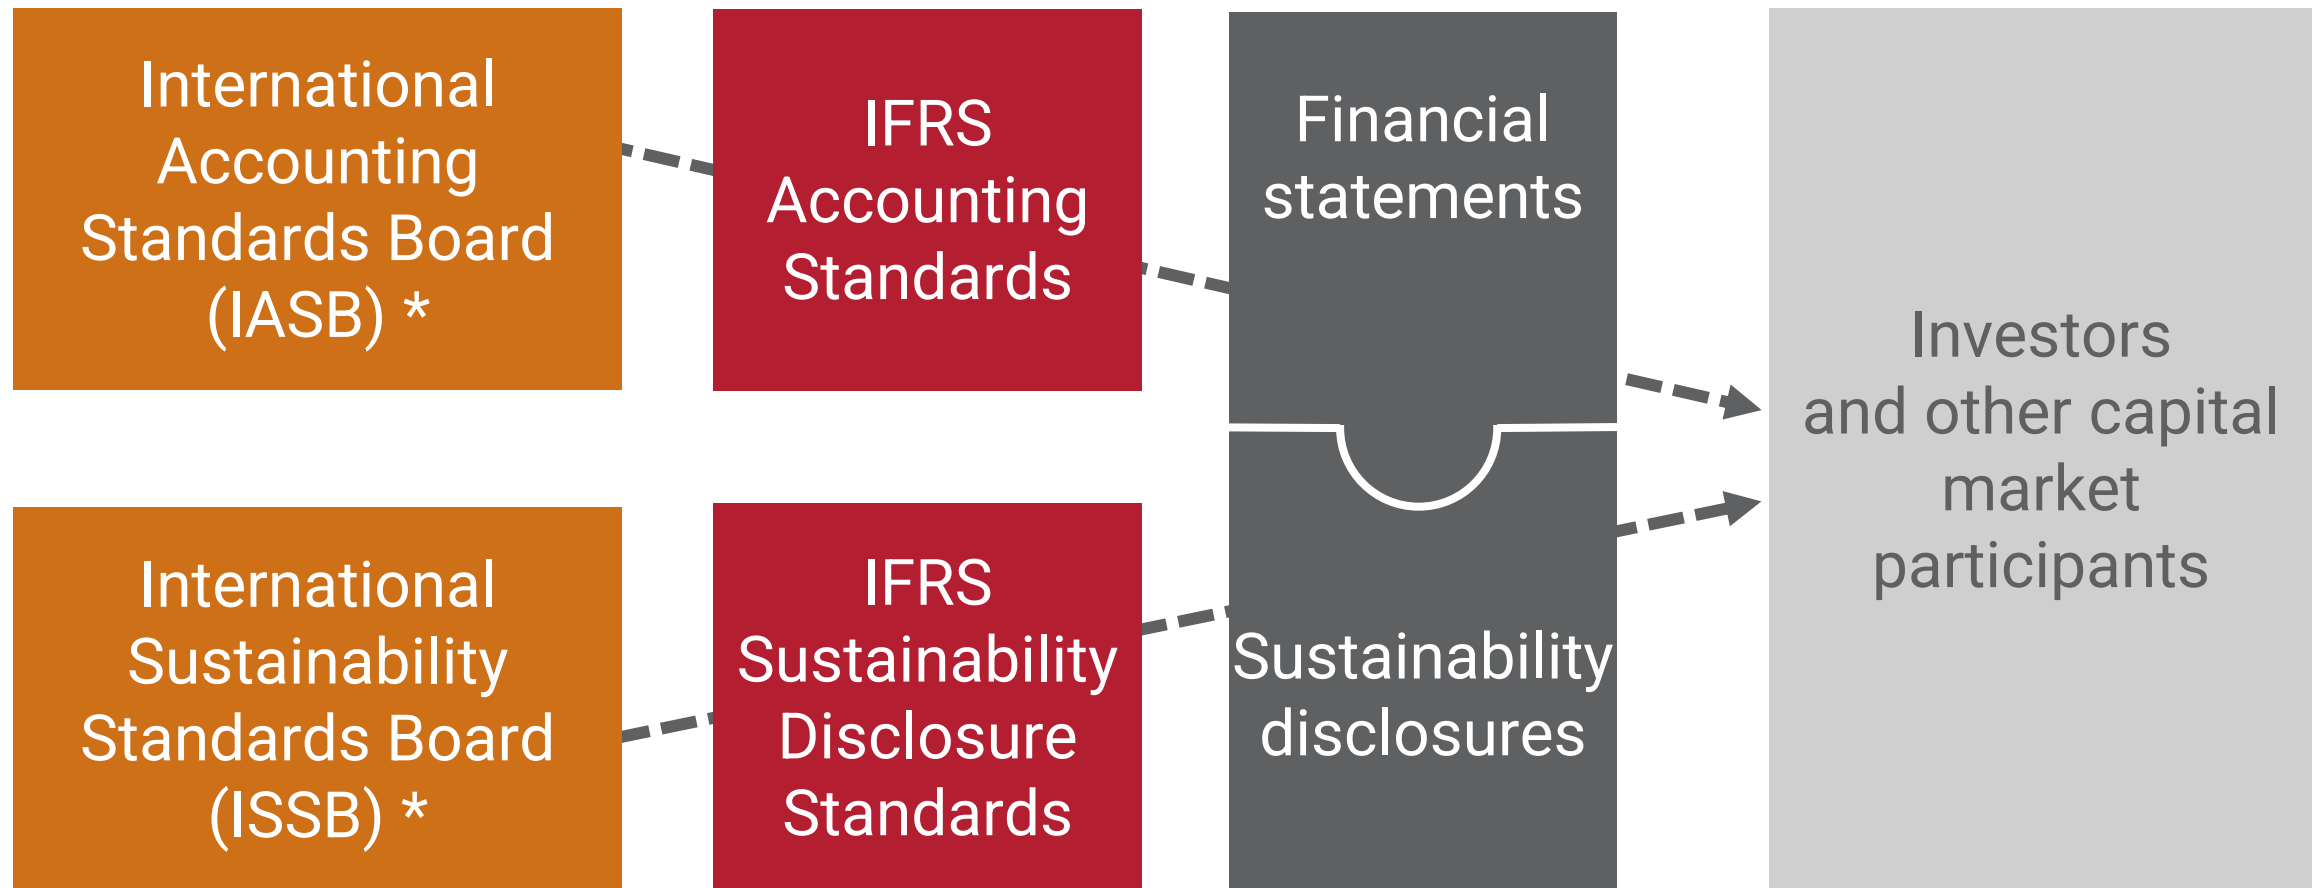 International
Accounting
Standards Board
(IASB) *
IFRS
Accounting
Standards
Financial
statements
International
Sustainability
Standards Board
(ISSB) *
IFRS
Sustainability
Disclosure
Standards
Sustainability
disclosures
Investors
and other capital
market
participants